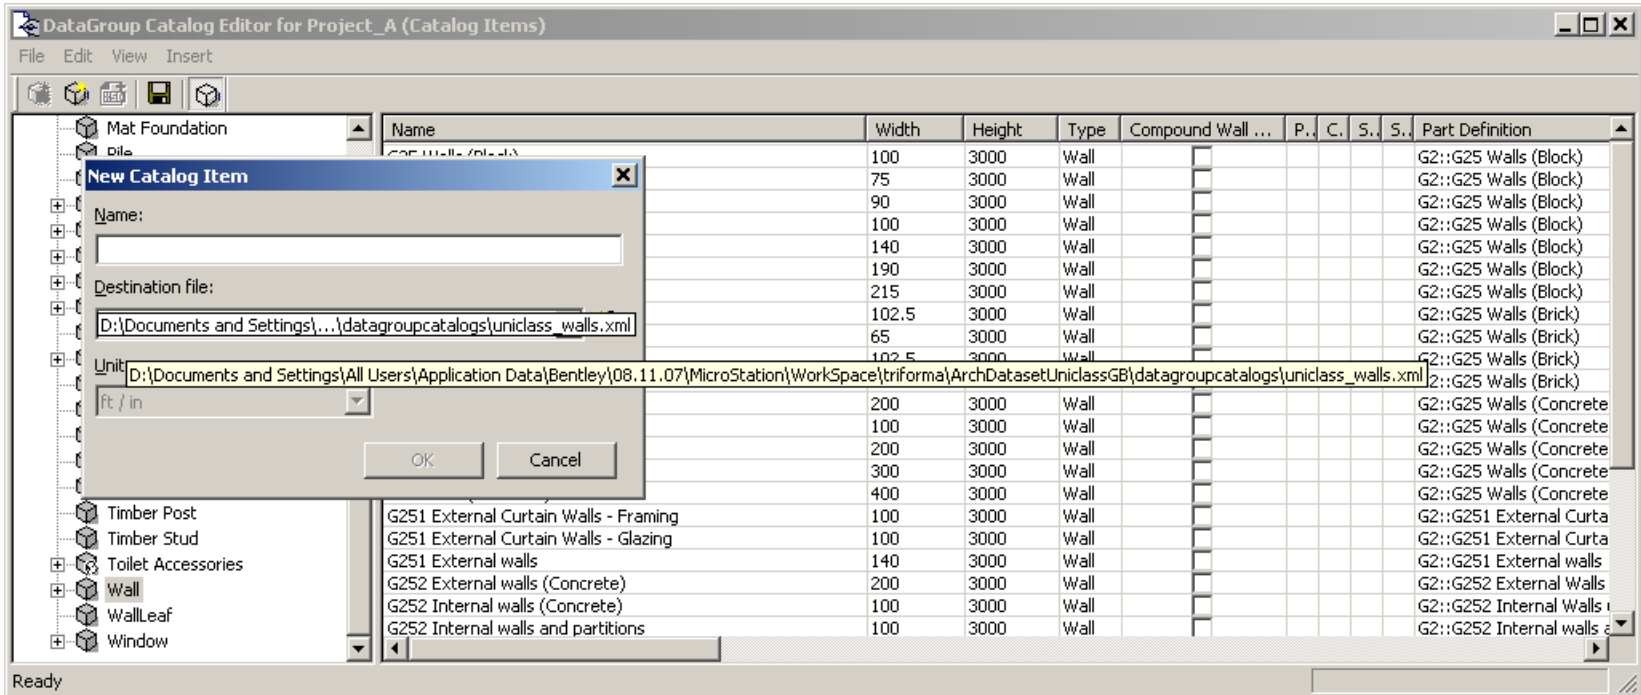 DataGroup Catalog Editor for Project_A (Catalog Items)
File Edit View Insert
Mat Foundation
Pile
Timber Post
Timber Stud
Toilet Accessories
Wall
WallLeaf
Window
New Catalog Item
Name:
Destination file:
D:\Documents and Settings\...\datagroupcatalogs\uniclass_walls.xml
Unit
D:\Documents and Settings\All Users\Application Data\Bentley\08.11.07\MicroStation\WorkSpace\triforma\ArchDatasetUniclassGB\datagroupcatalogs\uniclass_walls.xml
ft / in
OK Cancel
Name Width Height Type Compound Wall ... P.. C. S.. S.. Part Definition
G25 Walls (Block) 100 3000 Wall G2::G25 Walls (Block)
75 3000 Wall G2::G25 Walls (Block)
90 3000 Wall G2::G25 Walls (Block)
100 3000 Wall G2::G25 Walls (Block)
140 3000 Wall G2::G25 Walls (Block)
190 3000 Wall G2::G25 Walls (Block)
215 3000 Wall G2::G25 Walls (Block)
102.5 3000 Wall G2::G25 Walls (Brick)
65 3000 Wall G2::G25 Walls (Brick)
102.5 3000 Wall G2::G25 Walls (Brick)
G2::G25 Walls (Brick)
200 3000 Wall G2::G25 Walls (Concrete
100 3000 Wall G2::G25 Walls (Concrete
200 3000 Wall G2::G25 Walls (Concrete
300 3000 Wall G2::G25 Walls (Concrete
400 3000 Wall G2::G25 Walls (Concrete
G251 External Curtain Walls - Framing 100 3000 Wall G2::G251 External Curta
G251 External Curtain Walls - Glazing 100 3000 Wall G2::G251 External Curta
G251 External walls 140 3000 Wall G2::G251 External walls
G252 External walls (Concrete) 200 3000 Wall G2::G252 External Walls
G252 Internal walls (Concrete) 100 3000 Wall G2::G252 Internal Walls
G252 Internal walls and partitions 100 3000 Wall G2::G252 Internal walls a
Ready